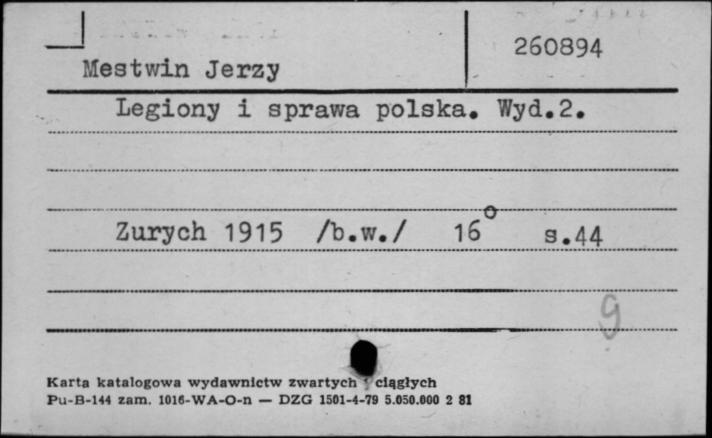 260894
Mestwin Jerzy
Legiony i sprawa polska. Wyd.2.
Zurych 1915 /b.w./ 16° s.44
9
Karta katalogowa wydawnictw zwartych i ciągłych
Pu-B-144 zam. 1016-WA-O-n — DZG 1501-4-79 5.050.000 2 81